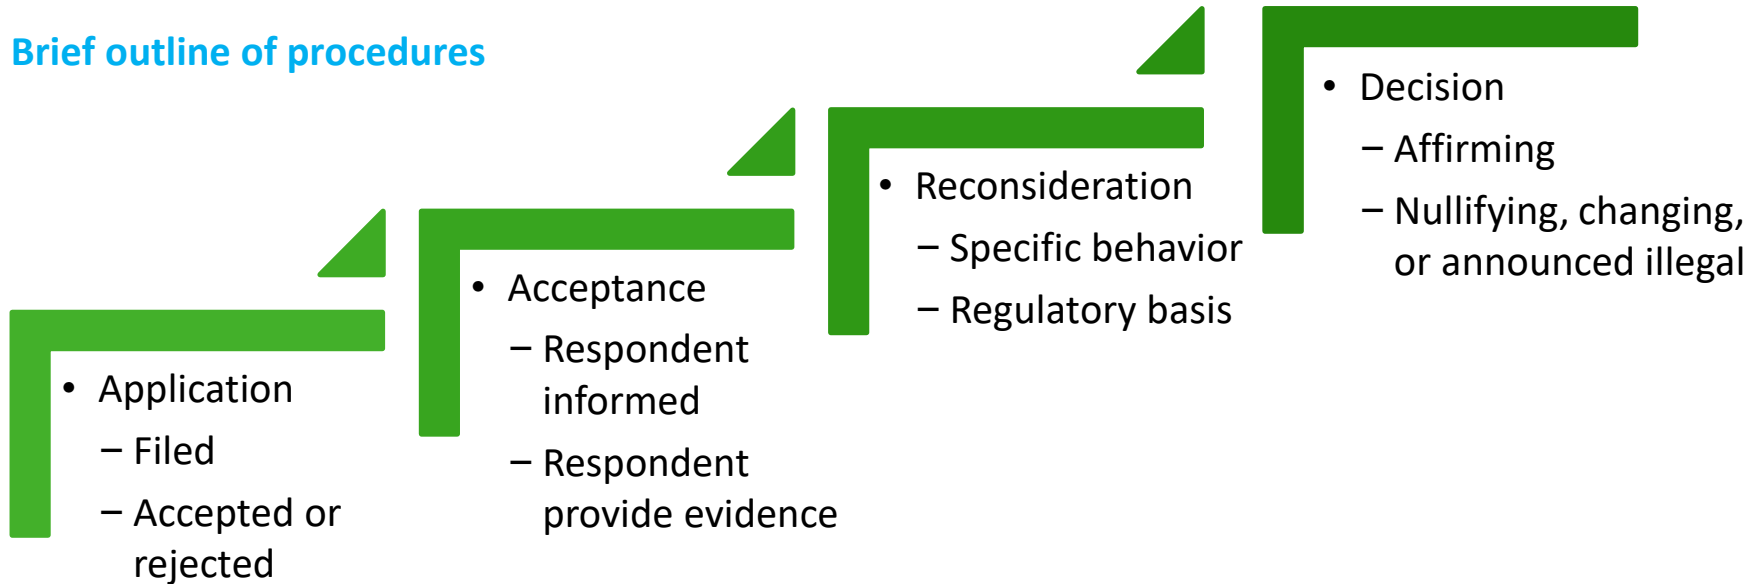 Brief outline of procedures
• Application
– Filed
– Accepted or
rejected
• Acceptance
– Respondent
informed
– Respondent
provide evidence
• Reconsideration
– Specific behavior
– Regulatory basis
• Decision
– Affirming
– Nullifying, changing,
or announced illegal